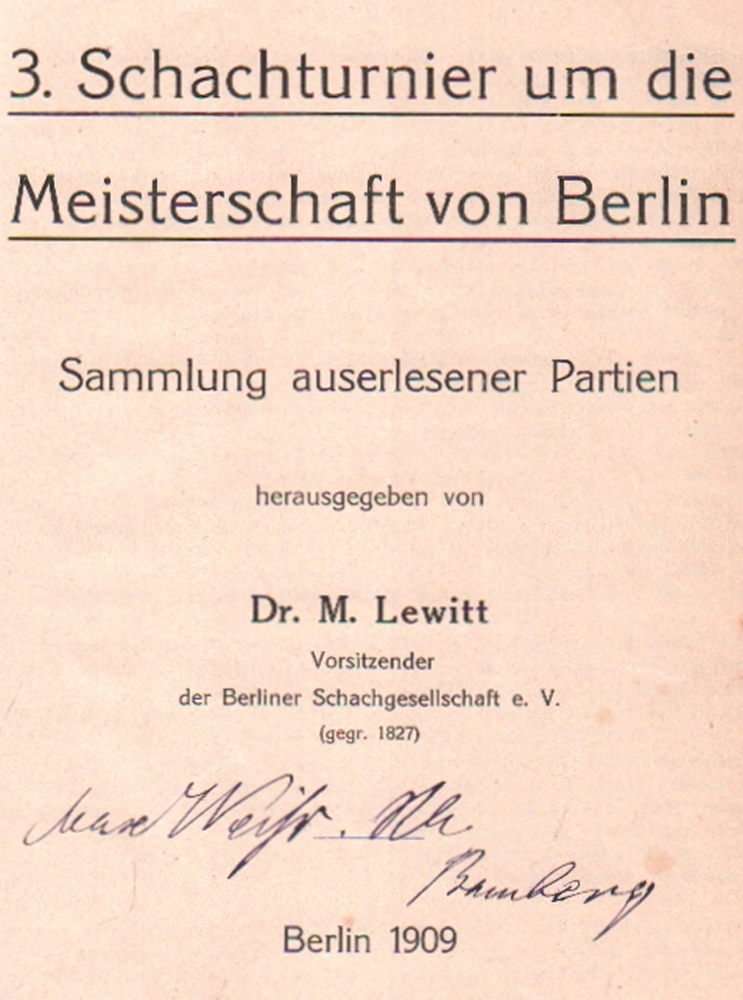 3. Schachturnier um die
Meisterschaft von Berlin
Sammlung auserlesener Partien
herausgegeben von
Dr. M. Lewitt
Vorsitzender
der Berliner Schachgesellschaft e. V.
(gegr. 1827)
Max Weiß.
Bamberg
Berlin 1909